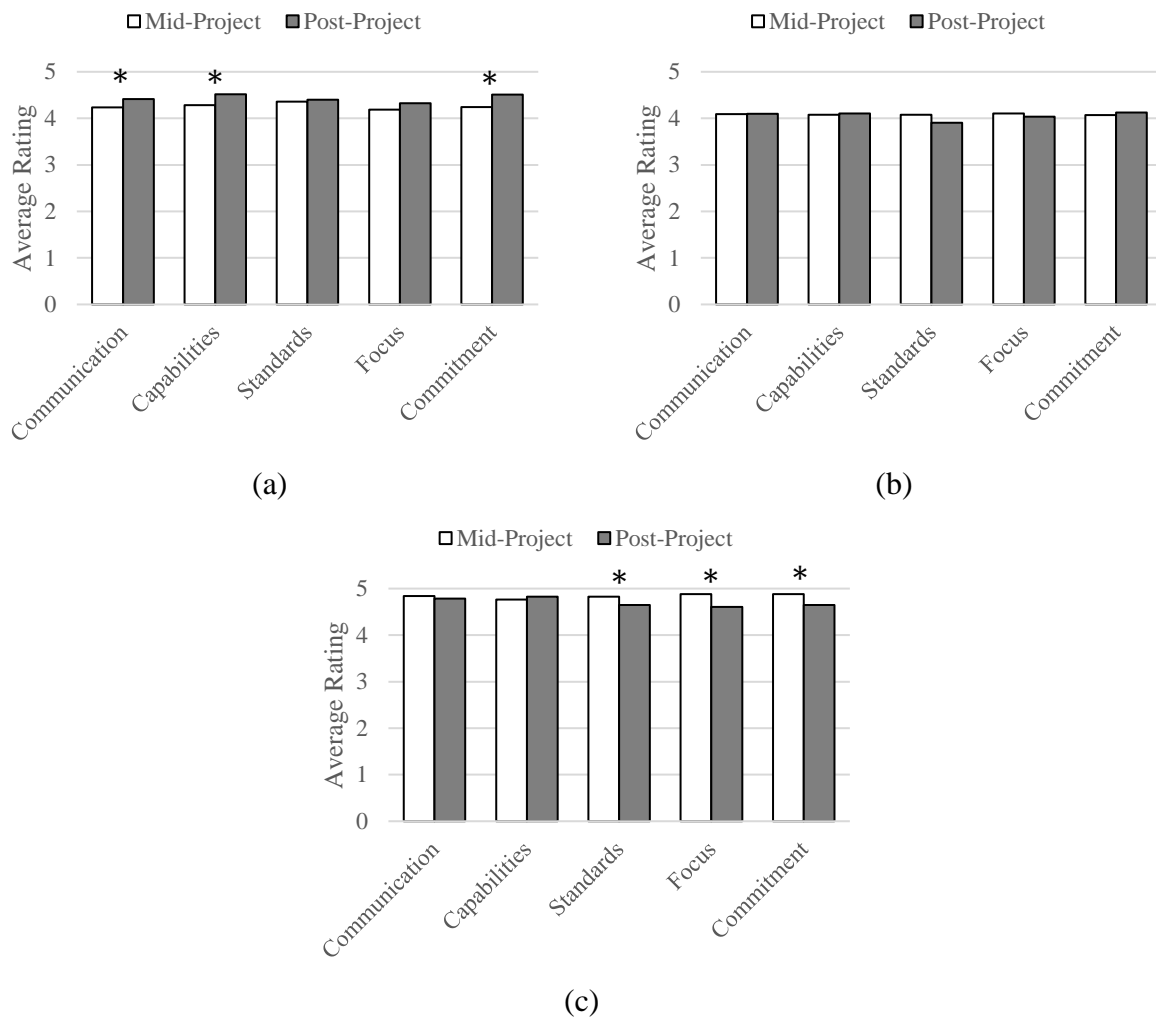 Mid-Project Post-Project
* * *
5
4
3
2
1
0
Average Rating
Communication
Capabilities
Standards
Focus
Commitment
(a)
Mid-Project Post-Project
5
4
3
2
1
0
Average Rating
Communication
Capabilities
Standards
Focus
Commitment
(b)
Mid-Project Post-Project
* * *
5
4
3
2
1
0
Average Rating
Communication
Capabilities
Standards
Focus
Commitment
(c)